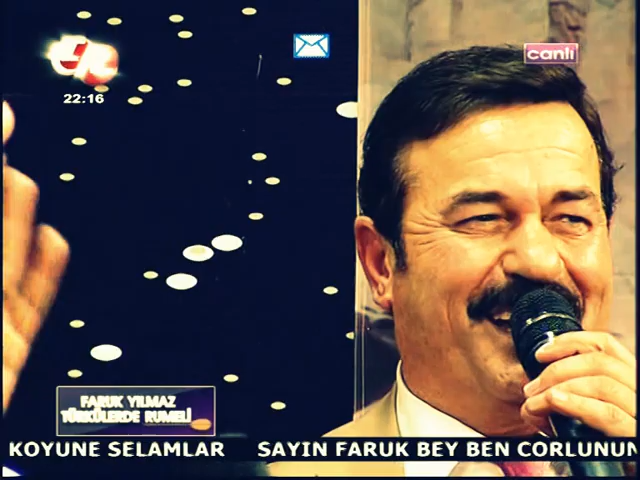 canlı
22:16
FARUK YILMAZ
TÜRKÜLERDE RUMELİ
KOYUNE SELAMLAR SAYIN FARUK BEY BEN CORLUNUN